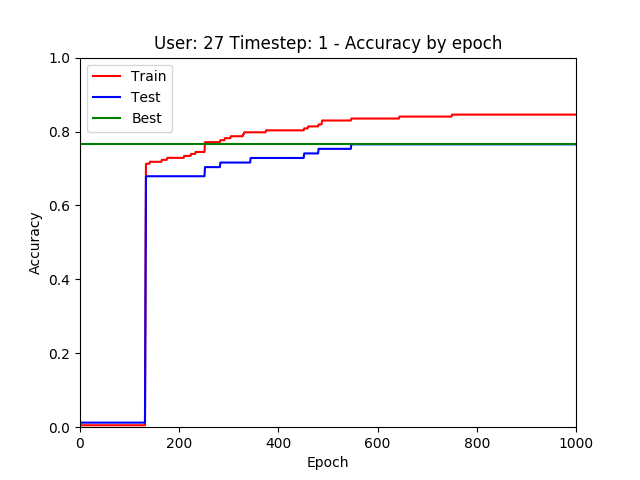 User: 27 Timestep: 1 - Accuracy by epoch
1.0
Train
Test
Best
0.8
0.6
Accuracy
0.4
0.2
0.0
0 200 400 600 800 1000
Epoch